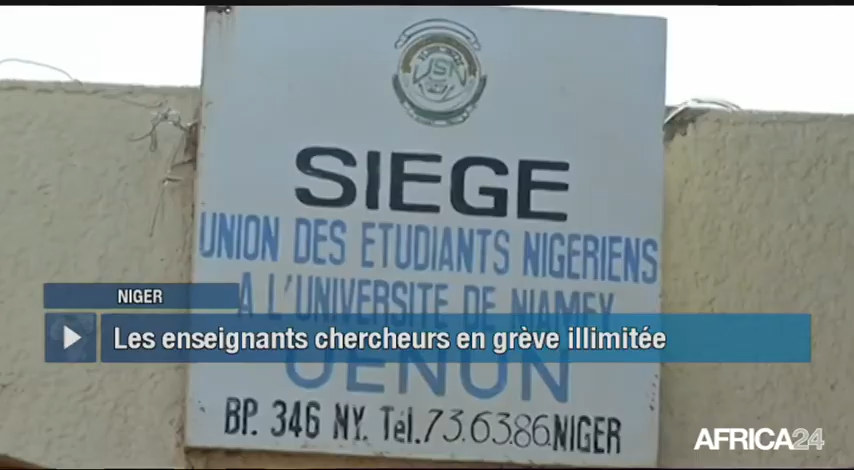 SIEGE
UNION DES ETUDIANTS NIGERIENS
A L'UNIVERSITE DE NIAMEY
UENUN
BP. 346 NY. Tél.73.63.86.NIGER
NIGER
Les enseignants chercheurs en grève illimitée
AFRICA24